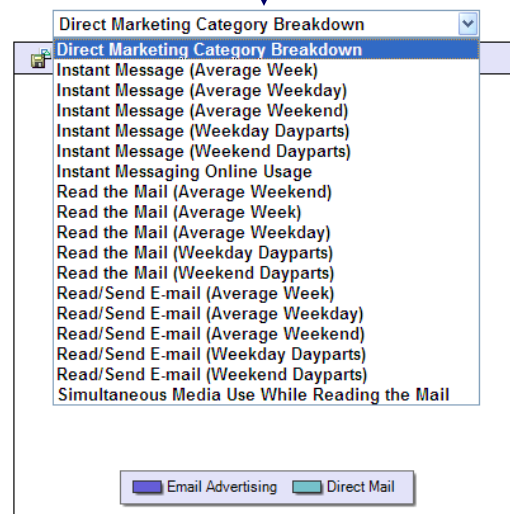 Direct Marketing Category Breakdown
Direct Marketing Category Breakdown
Instant Message (Average Week)
Instant Message (Average Weekday)
Instant Message (Average Weekend)
Instant Message (Weekday Dayparts)
Instant Message (Weekend Dayparts)
Instant Messaging Online Usage
Read the Mail (Average Weekend)
Read the Mail (Average Week)
Read the Mail (Average Weekday)
Read the Mail (Weekday Dayparts)
Read the Mail (Weekend Dayparts)
Read/Send E-mail (Average Week)
Read/Send E-mail (Average Weekday)
Read/Send E-mail (Average Weekend)
Read/Send E-mail (Weekday Dayparts)
Read/Send E-mail (Weekend Dayparts)
Simultaneous Media Use While Reading the Mail
Email Advertising Direct Mail